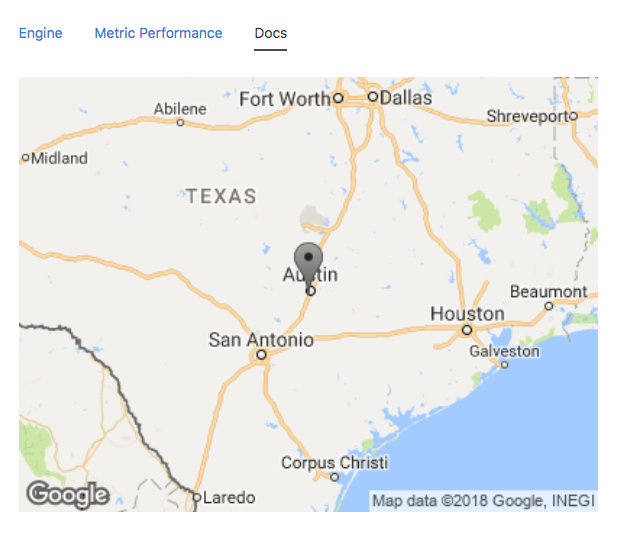 Engine Metric Performance Docs
Fort Worth Dallas
Abilene
Shreveport
Midland
TEXAS
Austin
Beaumont
Houston
San Antonio
Galveston
Corpus Christi
Laredo
Google
Map data ©2018 Google, INEGI